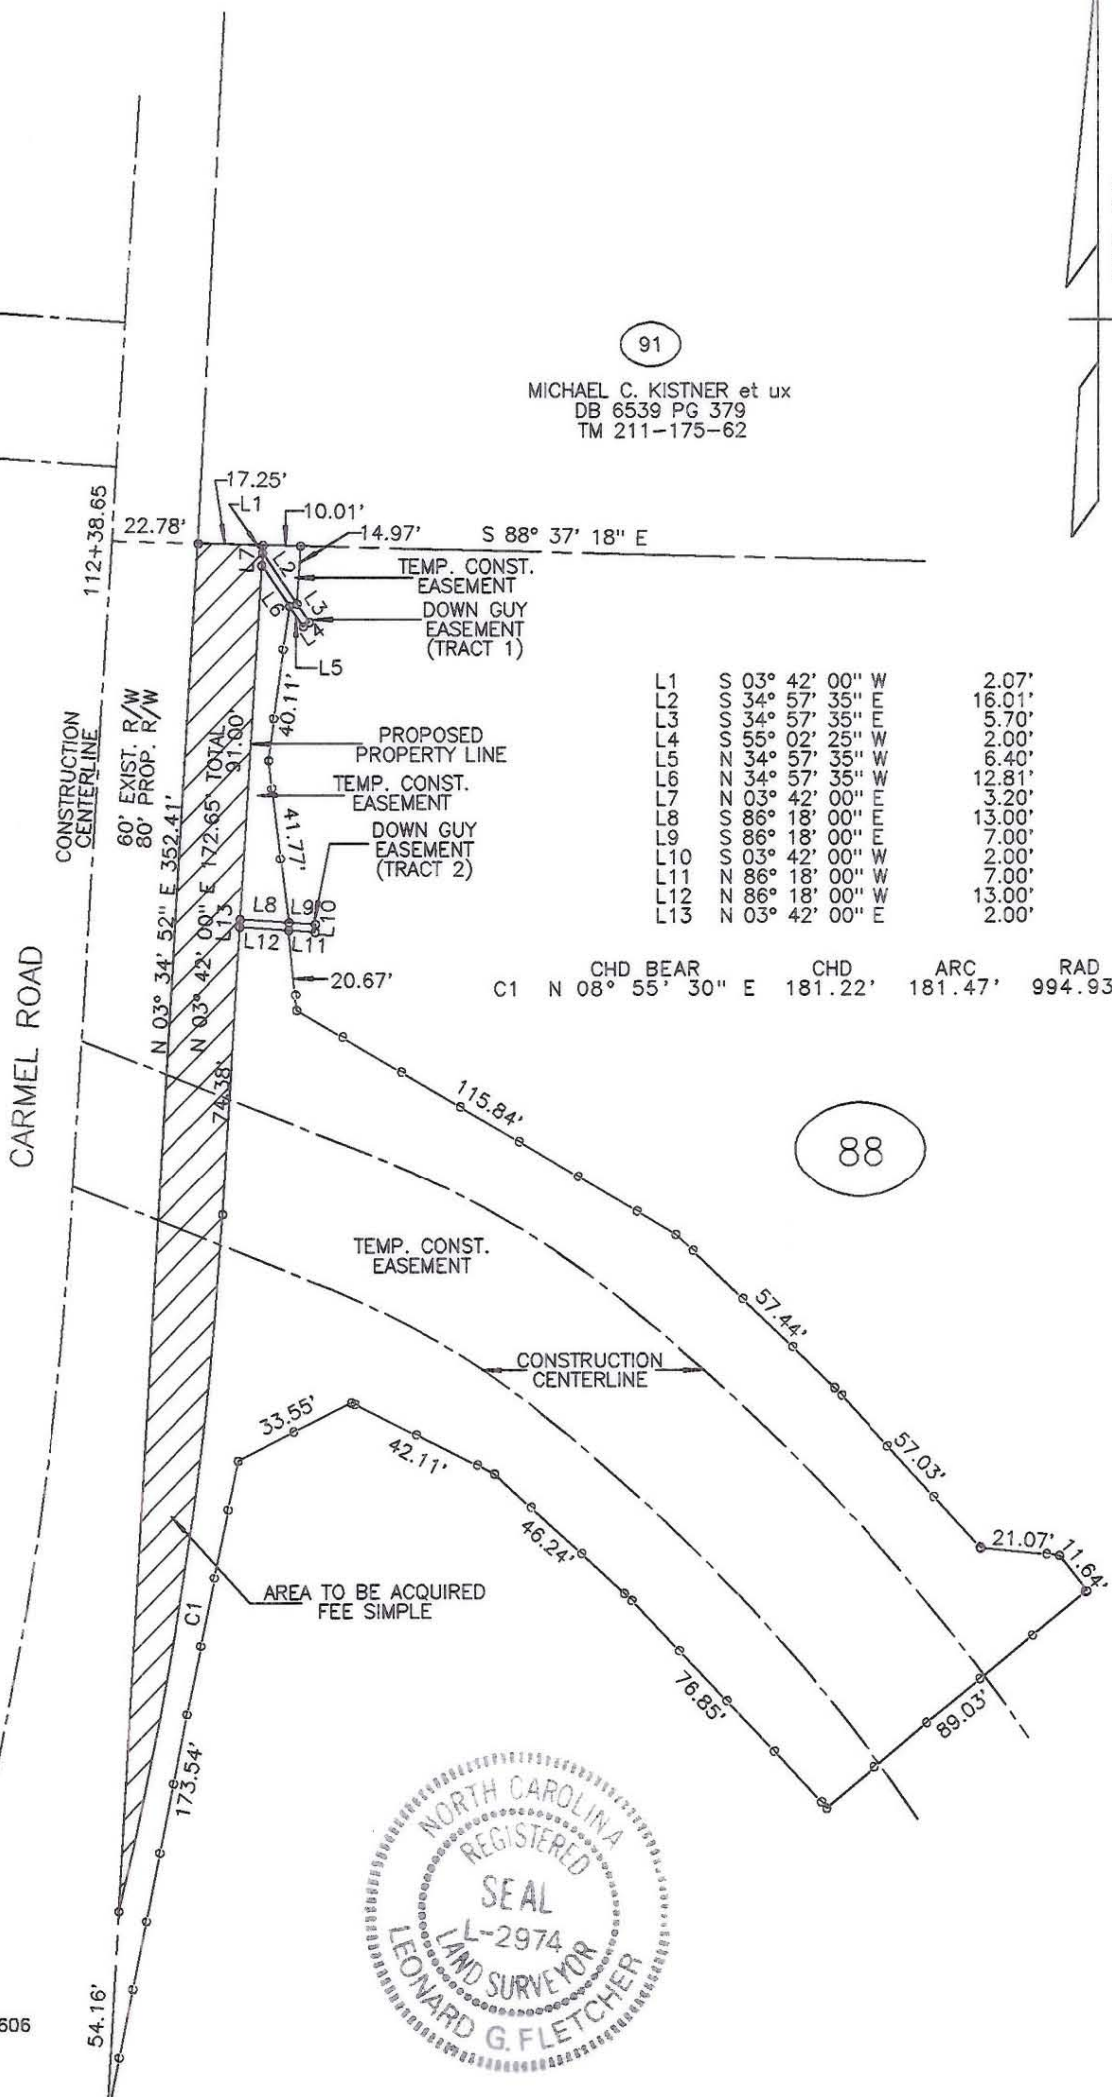 91
MICHAEL C. KISTNER et ux
DB 6539 PG 379
TM 211-175-62
17.25'
L1
10.01'
112+38.65
22.78'
14.97'
S 88° 37' 18" E
L7
L2
TEMP. CONST.
EASEMENT
L6
L3
L4
DOWN GUY
EASEMENT
(TRACT 1)
L5
L1 S 03° 42' 00" W 2.07'
L2 S 34° 57' 35" E 16.01'
L3 S 34° 57' 35" E 5.70'
L4 S 55° 02' 25" W 2.00'
L5 N 34° 57' 35" W 6.40'
L6 N 34° 57' 35" W 12.81'
L7 N 03° 42' 00" E 3.20'
L8 S 86° 18' 00" E 13.00'
L9 S 86° 18' 00" E 7.00'
L10 S 03° 42' 00" W 2.00'
L11 N 86° 18' 00" W 7.00'
L12 N 86° 18' 00" W 13.00'
L13 N 03° 42' 00" E 2.00'
CONSTRUCTION
CENTERLINE
60' EXIST. R/W
80' PROP. R/W
N 03° 34' 52" E 352.41'
N 03° 42' 00" E 172.65' TOTAL
91.00'
40.11'
PROPOSED
PROPERTY LINE
TEMP. CONST.
EASEMENT
41.77'
DOWN GUY
EASEMENT
(TRACT 2)
L13
L8
L9
L10
L12
L11
20.67'
CHD BEAR CHD ARC RAD
C1 N 08° 55' 30" E 181.22' 181.47' 994.93
CARMEL ROAD
74.38'
115.84'
88
TEMP. CONST.
EASEMENT
57.44'
CONSTRUCTION
CENTERLINE
33.55'
42.11'
57.03'
46.24'
21.07'
11.64'
AREA TO BE ACQUIRED
FEE SIMPLE
C1
76.85'
89.03'
173.54'
NORTH CAROLINA
REGISTERED
SEAL
L-2974
LAND SURVEYOR
LEONARD G. FLETCHER
54.16'
606